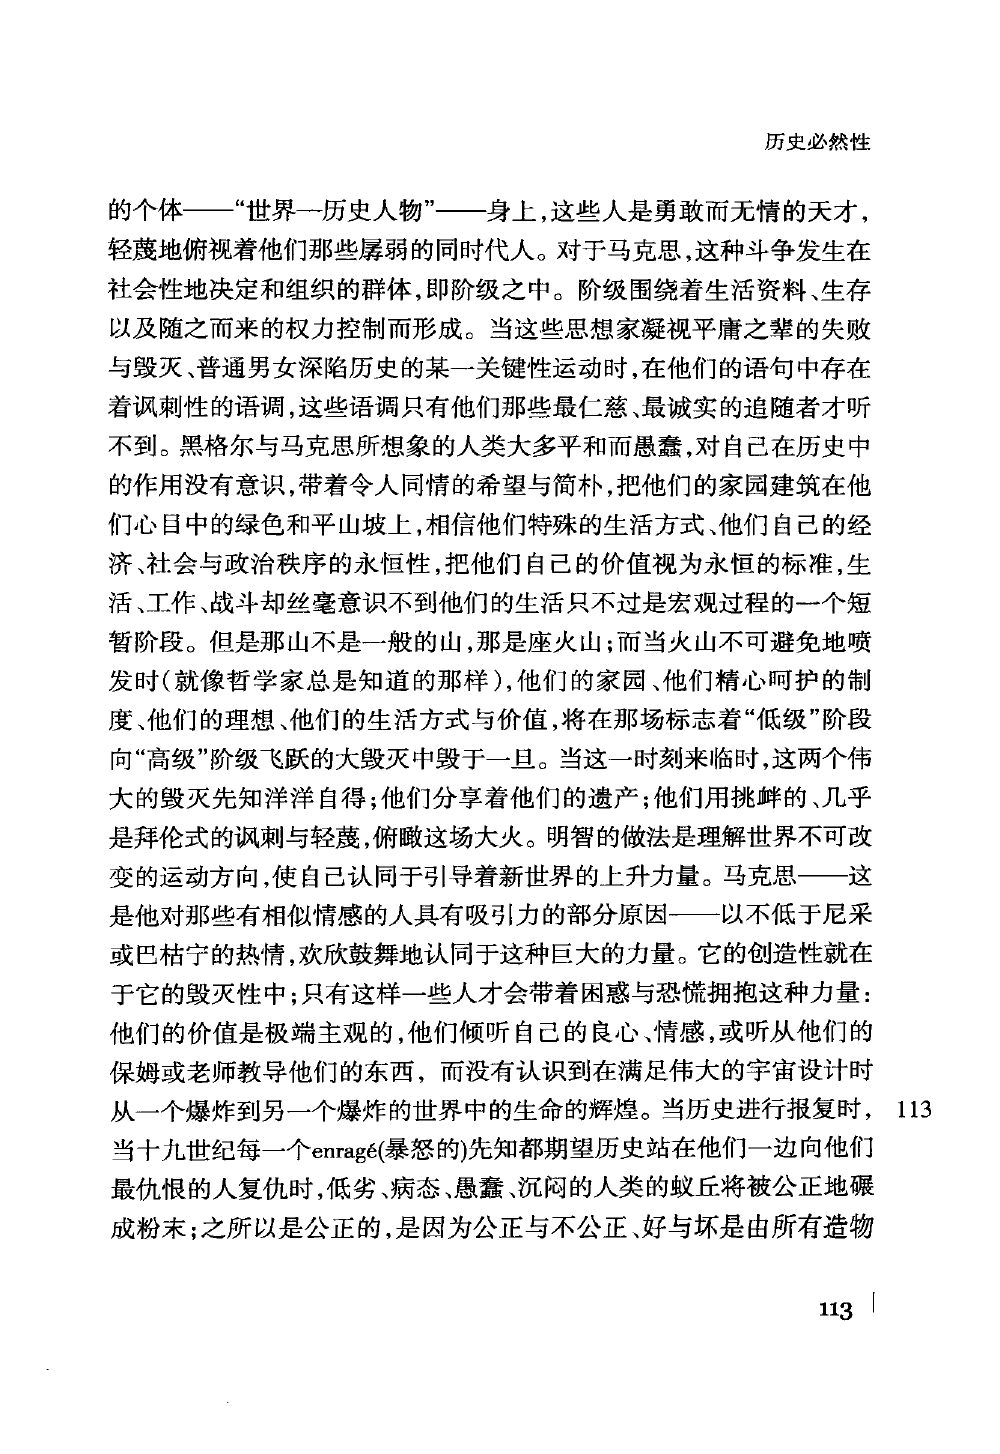 历史必然性
的个体——“世界—历史人物”——身上,这些人是勇敢而无情的天才,
轻蔑地俯视着他们那些孱弱的同时代人。对于马克思,这种斗争发生在
社会性地决定和组织的群体,即阶级之中。阶级围绕着生活资料、生存
以及随之而来的权力控制而形成。当这些思想家凝视平庸之辈的失败
与毁灭、普通男女深陷历史的某一关键性运动时,在他们的语句中存在
着讽刺性的语调,这些语调只有他们那些最仁慈、最诚实的追随者才听
不到。黑格尔与马克思所想象的人类大多平和而愚蠢,对自己在历史中
的作用没有意识,带着令人同情的希望与简朴,把他们的家园建筑在他
们心目中的绿色和平山坡上,相信他们特殊的生活方式、他们自己的经
济、社会与政治秩序的永恒性,把他们自己的价值视为永恒的标准,生
活、工作、战斗却丝毫意识不到他们的生活只不过是宏观过程的一个短
暂阶段。但是那山不是一般的山,那是座火山;而当火山不可避免地喷
发时(就像哲学家总是知道的那样),他们的家园、他们精心呵护的制
度、他们的理想、他们的生活方式与价值,将在那场标志着“低级”阶段
向“高级”阶级飞跃的大毁灭中毁于一旦。当这一时刻来临时,这两个伟
大的毁灭先知洋洋自得;他们分享着他们的遗产;他们用挑衅的、几乎
是拜伦式的讽刺与轻蔑,俯瞰这场大火。明智的做法是理解世界不可改
变的运动方向,使自己认同于引导着新世界的上升力量。马克思——这
是他对那些有相似情感的人具有吸引力的部分原因——以不低于尼采
或巴枯宁的热情,欢欣鼓舞地认同于这种巨大的力量。它的创造性就在
于它的毁灭性中;只有这样一些人才会带着困惑与恐慌拥抱这种力量:
他们的价值是极端主观的,他们倾听自己的良心、情感,或听从他们的
保姆或老师教导他们的东西,而没有认识到在满足伟大的宇宙设计时
从一个爆炸到另一个爆炸的世界中的生命的辉煌。当历史进行报复时, 113
当十九世纪每一个enragé(暴怒的)先知都期望历史站在他们一边向他们
最仇恨的人复仇时,低劣、病态、愚蠢、沉闷的人类的蚁丘将被公正地碾
成粉末;之所以是公正的,是因为公正与不公正、好与坏是由所有造物
113